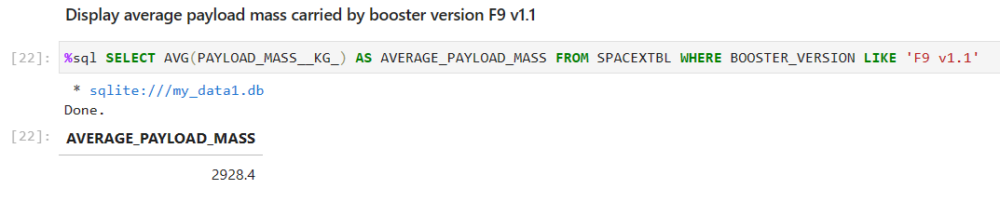 Display average payload mass carried by booster version F9 v1.1
[22]: %sql SELECT AVG(PAYLOAD_MASS__KG_) AS AVERAGE_PAYLOAD_MASS FROM SPACEXTBL WHERE BOOSTER_VERSION LIKE 'F9 v1.1'
* sqlite:///my_data1.db
Done.
[22]: AVERAGE_PAYLOAD_MASS
2928.4